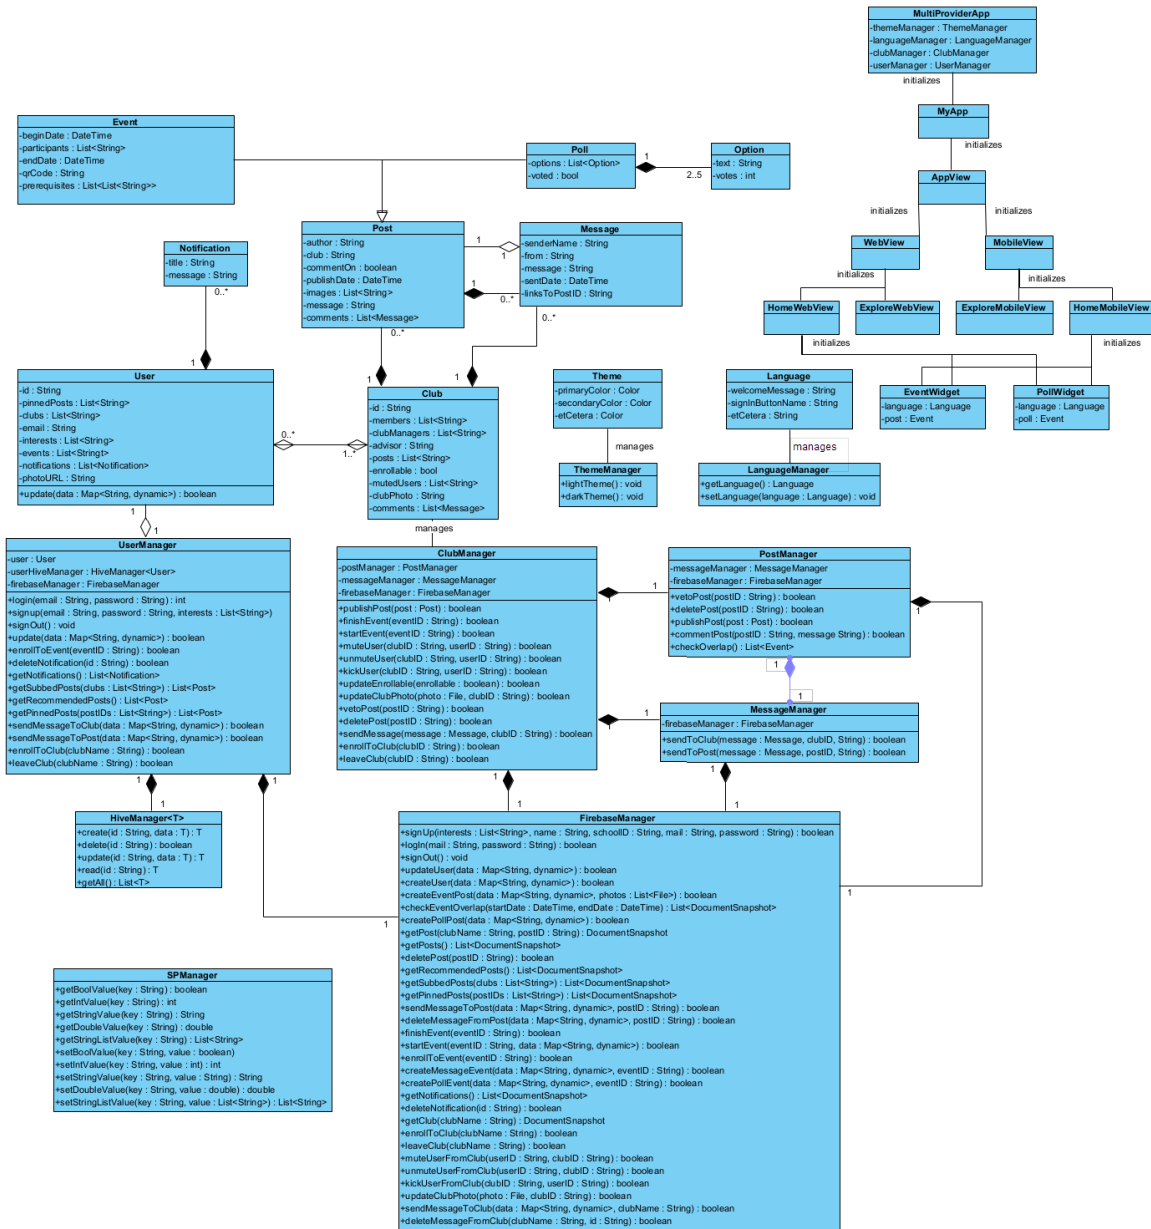 MultiProviderApp
-themeManager : ThemeManager
-languageManager : LanguageManager
-clubManager : ClubManager
-userManager : UserManager
initializes
MyApp
initializes
AppView
initializes
initializes
WebView
MobileView
initializes
initializes
HomeWebView
ExploreWebView
ExploreMobileView
HomeMobileView
initializes
initializes
EventWidget
-language : Language
-post : Event
PollWidget
-language : Language
-poll : Event
Event
-beginDate : DateTime
-participants : List<String>
-endDate : DateTime
-qrCode : String
-prerequisites : List<List<String>>
Poll
-options : List<Option>
-voted : bool
1
2..5
Option
-text : String
-votes : int
Notification
-title : String
-message : String
0..*
1
Post
-author : String
-club : String
-commentOn : boolean
-publishDate : DateTime
-images : List<String>
-message : String
-comments : List<Message>
0..*
1
1
1
1
0..*
Message
-senderName : String
-from : String
-message : String
-sentDate : DateTime
-linksToPostID : String
0..*
1
User
-id : String
-pinnedPosts : List<String>
-clubs : List<String>
-email : String
-interests : List<String>
-events : List<StringI>
-notifications : List<Notification>
-photoURL : String
+update(data : Map<String, dynamic>) : boolean
0..*
1..*
1
1
Club
-id : String
-members : List<String>
-clubManagers : List<String>
-advisor : String
-posts : List<String>
-enrollable : bool
-mutedUsers : List<String>
-clubPhoto : String
-comments : List<Message>
manages
Theme
-primaryColor : Color
-secondaryColor : Color
-etCetera : Color
manages
ThemeManager
+lightTheme() : void
+darkTheme() : void
Language
-welcomeMessage : String
-signInButtonName : String
-etCetera : String
manages
LanguageManager
+getLanguage() : Language
+setLanguage(language : Language) : void
UserManager
-user : User
-userHiveManager : HiveManager<User>
-firebaseManager : FirebaseManager
+login(email : String, password : String) : int
+signup(email : String, password : String, interests : List<String>)
+signOut() : void
+update(data : Map<String, dynamic>) : boolean
+enrollToEvent(eventID : String) : boolean
+deleteNotification(id : String) : boolean
+getNotifications() : List<Notification>
+getSubbedPosts(clubs : List<String>) : List<Post>
+getRecommendedPosts() : List<Post>
+getPinnedPosts(postIDs : List<String>) : List<Post>
+sendMessageToClub(data : Map<String, dynamic>) : boolean
+sendMessageToPost(data : Map<String, dynamic>) : boolean
+enrollToClub(clubName : String) : boolean
+leaveClub(clubName : String) : boolean
1
1
1
1
ClubManager
-postManager : PostManager
-messageManager : MessageManager
-firebaseManager : FirebaseManager
+publishPost(post : Post) : boolean
+finishEvent(eventID : String) : boolean
+startEvent(eventID : String) : boolean
+muteUser(clubID : String, userID : String) : boolean
+unmuteUser(clubID : String, userID : String) : boolean
+kickUser(clubID : String, userID : String) : boolean
+updateEnrollable(enrollable : boolean) : boolean
+updateClubPhoto(photo : File, clubID : String) : boolean
+vetoPost(postID : String) : boolean
+deletePost(postID : String) : boolean
+sendMessage(message : Message, clubID : String) : boolean
+enrollToClub(clubID : String) : boolean
+leaveClub(clubID : String) : boolean
1
1
1
1
1
1
PostManager
-messageManager : MessageManager
-firebaseManager : FirebaseManager
+vetoPost(postID : String) : boolean
+deletePost(postID : String) : boolean
+publishPost(post : Post) : boolean
+commentPost(postID : String, message String) : boolean
+checkOverlap() : List<Event>
1
1
1
1
MessageManager
-firebaseManager : FirebaseManager
+sendToClub(message : Message, clubID, String) : boolean
+sendToPost(message : Message, postID, String) : boolean
1
1
HiveManager<T>
+create(id : String, data : T) : T
+delete(id : String) : boolean
+update(id : String, data : T) : T
+read(id : String) : T
+getAll() : List<T>
SPManager
+getBoolValue(key : String) : boolean
+getIntValue(key : String) : int
+getStringValue(key : String) : String
+getDoubleValue(key : String) : double
+getStringListValue(key : String) : List<String>
+setBoolValue(key : String, value : boolean)
+setIntValue(key : String, value : int) : int
+setStringValue(key : String, value : String) : String
+setDoubleValue(key : String, value : double) : double
+setStringListValue(key : String, value : List<String>) : List<String>
FirebaseManager
+signUp(interests : List<String>, name : String, schoolID : String, mail : String, password : String) : boolean
+logIn(mail : String, password : String) : boolean
+signOut() : void
+updateUser(data : Map<String, dynamic>) : boolean
+createUser(data : Map<String, dynamic>) : boolean
+createEventPost(data : Map<String, dynamic>, photos : List<File>) : boolean
+checkEventOverlap(startDate : DateTime, endDate : DateTime) : List<DocumentSnapshot>
+createPollPost(data : Map<String, dynamic>) : boolean
+getPost(clubName : String, postID : String) : DocumentSnapshot
+getPosts() : List<DocumentSnapshot>
+deletePost(postID : String) : boolean
+getRecommendedPosts() : List<DocumentSnapshot>
+getSubbedPosts(clubs : List<String>) : List<DocumentSnapshot>
+getPinnedPosts(postIDs : List<String>) : List<DocumentSnapshot>
+sendMessageToPost(data : Map<String, dynamic>, postID : String) : boolean
+deleteMessageFromPost(data : Map<String, dynamic>, postID : String) : boolean
+finishEvent(eventID : String) : boolean
+startEvent(eventID : String, data : Map<String, dynamic>) : boolean
+enrollToEvent(eventID : String) : boolean
+createMessageEvent(data : Map<String, dynamic>, eventID : String) : boolean
+createPollEvent(data : Map<String, dynamic>, eventID : String) : boolean
+getNotifications() : List<DocumentSnapshot>
+deleteNotification(id : String) : boolean
+getClub(clubName : String) : DocumentSnapshot
+enrollToClub(clubName : String) : boolean
+leaveClub(clubName : String) : boolean
+muteUserFromClub(userID : String, clubID : String) : boolean
+unmuteUserFromClub(userID : String, clubID : String) : boolean
+kickUserFromClub(clubID : String, userID : String) : boolean
+updateClubPhoto(photo : File, clubID : String) : boolean
+sendMessageToClub(data : Map<String, dynamic>, clubName : String) : boolean
+deleteMessageFromClub(clubName : String, id : String) : boolean